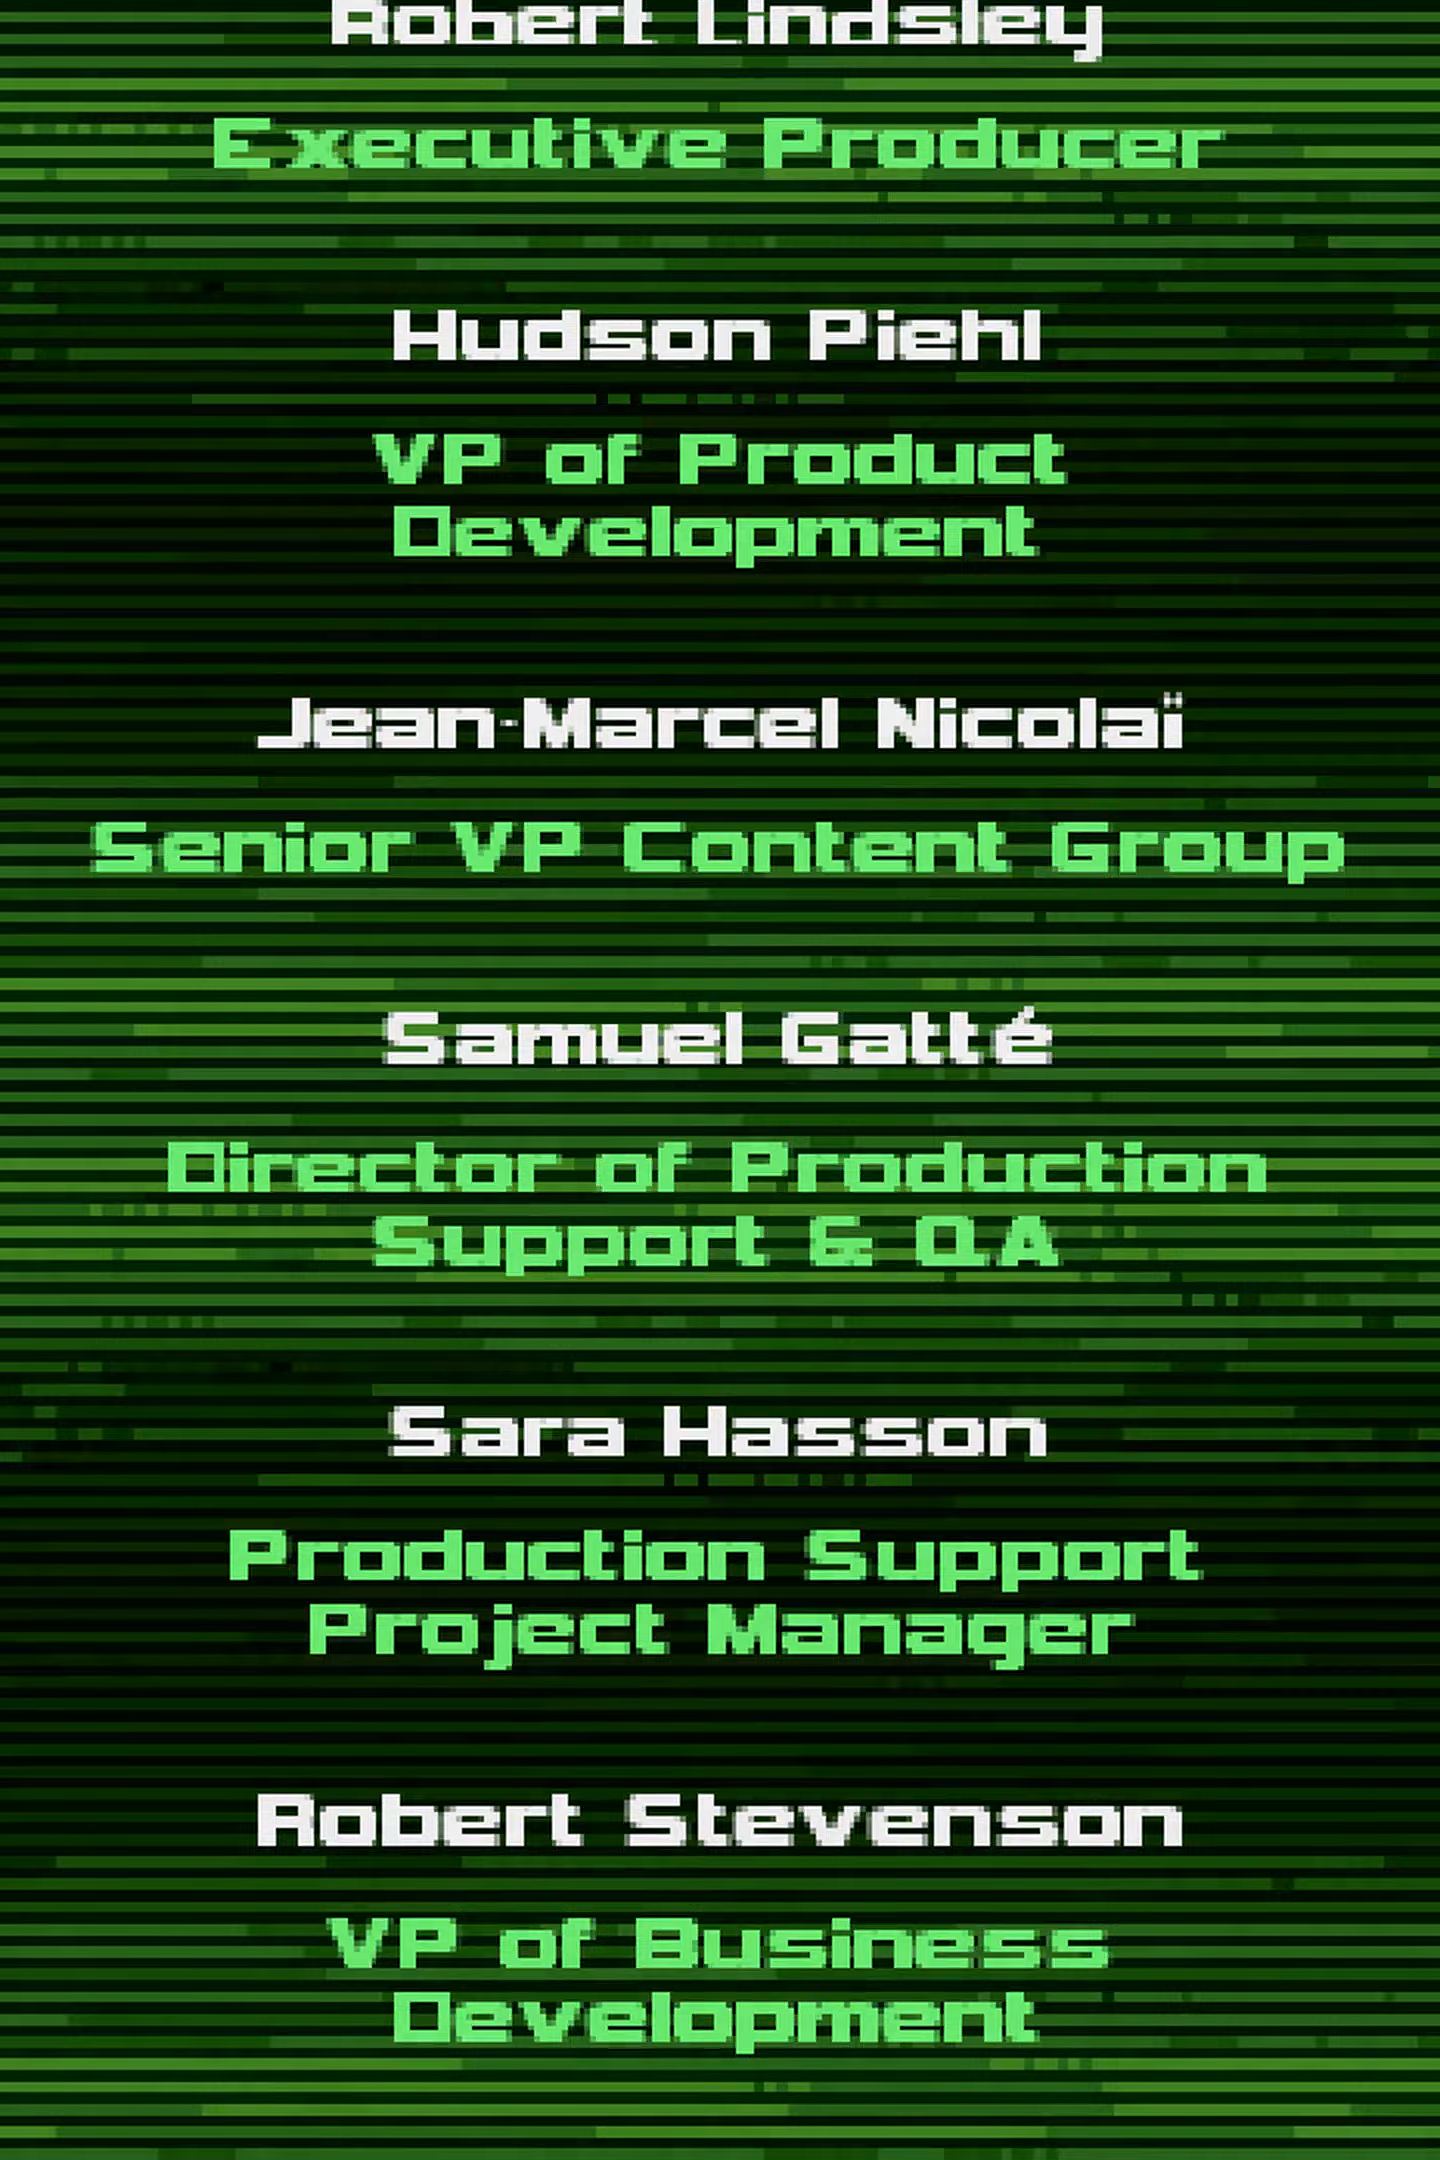 Robert Lindsley
Executive Producer
Hudson Piehl
VP of Product
Development
Jean-Marcel Nicolaï
Senior VP Content Group
Samuel Gatté
Director of Production
Support & QA
Sara Hasson
Production Support
Project Manager
Robert Stevenson
VP of Business
Development